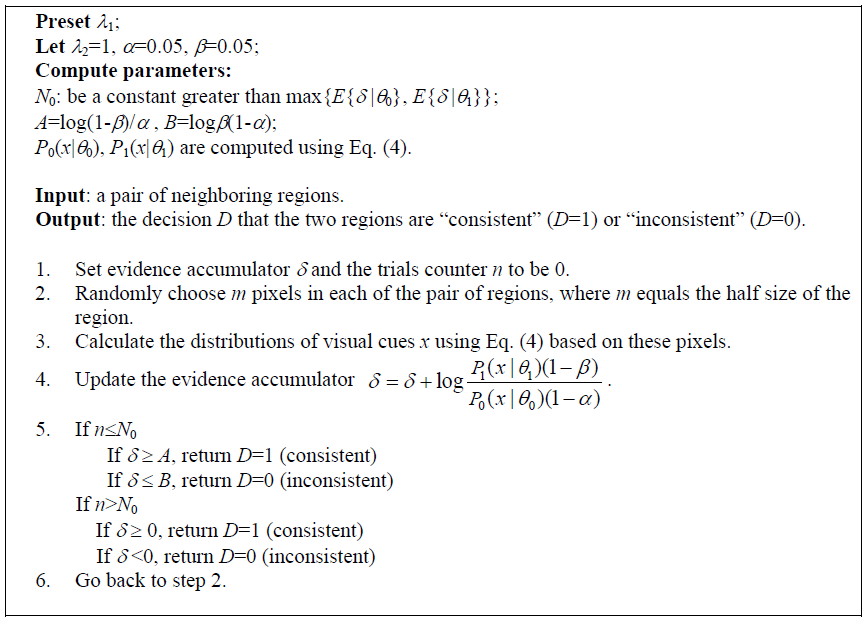 Preset λ₁;
Let λ₂=1, α=0.05, β=0.05;
Compute parameters:
N₀: be a constant greater than max{E{δ|θ₀}, E{δ|θ₁}};
A=log(1-β)/α , B=logβ/(1-α);
P₀(x|θ₀), P₁(x|θ₁) are computed using Eq. (4).
Input: a pair of neighboring regions.
Output: the decision D that the two regions are “consistent” (D=1) or “inconsistent” (D=0).
1. Set evidence accumulator δ and the trials counter n to be 0.
2. Randomly choose m pixels in each of the pair of regions, where m equals the half size of the
region.
3. Calculate the distributions of visual cues x using Eq. (4) based on these pixels.
4. Update the evidence accumulator δ = δ + log P₁(x|θ₁)(1−β) / P₀(x|θ₀)(1−α) .
5. If n≤N₀
If δ ≥ A, return D=1 (consistent)
If δ ≤ B, return D=0 (inconsistent)
If n>N₀
If δ ≥ 0, return D=1 (consistent)
If δ <0, return D=0 (inconsistent)
6. Go back to step 2.